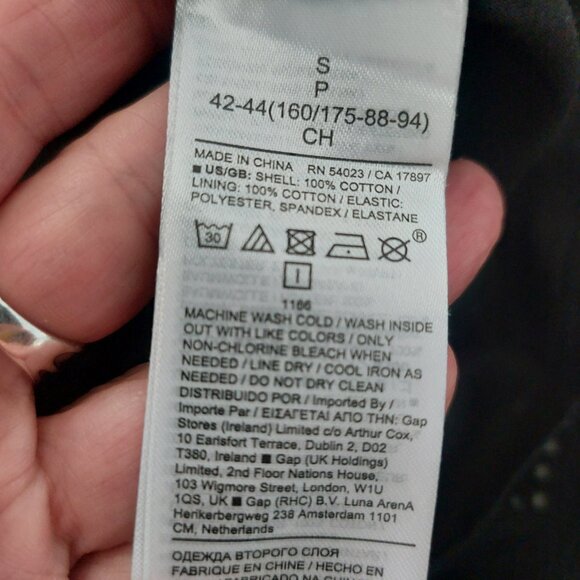 S
P
42-44(160/175-88-94)
CH
MADE IN CHINA RN 54023 / CA 17897
■ US/GB: SHELL: 100% COTTON /
LINING: 100% COTTON / ELASTIC:
POLYESTER, SPANDEX / ELASTANE
30
®
I
1166
MACHINE WASH COLD / WASH INSIDE
OUT WITH LIKE COLORS / ONLY
NON-CHLORINE BLEACH WHEN
NEEDED / LINE DRY / COOL IRON AS
NEEDED / DO NOT DRY CLEAN
DISTRIBUIDO POR / Imported By /
Importe Par / ΕΙΣΑΓΕΤΑΙ ΑΠΟ ΤΗΝ: Gap
Stores (Ireland) Limited c/o Arthur Cox,
10 Earlsfort Terrace, Dublin 2, D02
T380, Ireland ■ Gap (UK Holdings)
Limited, 2nd Floor Nations House,
103 Wigmore Street, London, W1U
1QS, UK ■ Gap (RHC) B.V. Luna ArenA
Herikerbergweg 238 Amsterdam 1101
CM, Netherlands
ОДЕЖДА ВТОРОГО СЛОЯ
FABRIQUÉ EN CHINE / HECHO EN